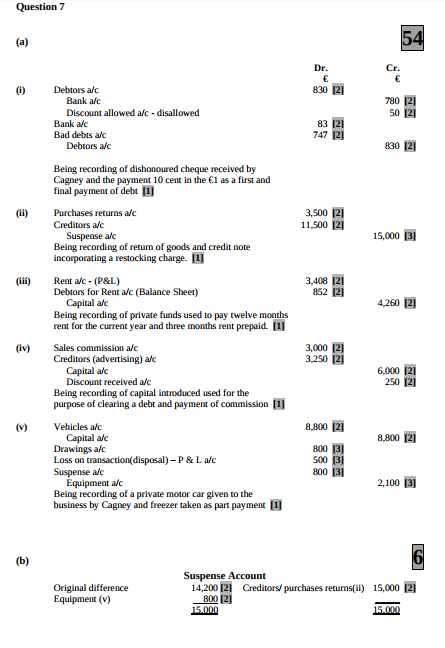 Question 7
(a) 54
Dr. Cr.
€ €
(i) Debtors a/c 830 [2]
Bank a/c 780 [2]
Discount allowed a/c - disallowed 50 [2]
Bank a/c 83 [2]
Bad debts a/c 747 [2]
Debtors a/c 830 [2]
Being recording of dishonoured cheque received by
Cagney and the payment 10 cent in the €1 as a first and
final payment of debt [1]
(ii) Purchases returns a/c 3,500 [2]
Creditors a/c 11,500 [2]
Suspense a/c 15,000 [3]
Being recording of return of goods and credit note
incorporating a restocking charge. [1]
(iii) Rent a/c - (P&L) 3,408 [2]
Debtors for Rent a/c (Balance Sheet) 852 [2]
Capital a/c 4,260 [2]
Being recording of private funds used to pay twelve months
rent for the current year and three months rent prepaid. [1]
(iv) Sales commission a/c 3,000 [2]
Creditors (advertising) a/c 3,250 [2]
Capital a/c 6,000 [2]
Discount received a/c 250 [2]
Being recording of capital introduced used for the
purpose of clearing a debt and payment of commission [1]
(v) Vehicles a/c 8,800 [2]
Capital a/c 8,800 [2]
Drawings a/c 800 [3]
Loss on transaction(disposal) – P & L a/c 500 [3]
Suspense a/c 800 [3]
Equipment a/c 2,100 [3]
Being recording of a private motor car given to the
business by Cagney and freezer taken as part payment [1]
(b) 6
Suspense Account
Original difference 14,200 [2] Creditors/ purchases returns(ii) 15,000 [2]
Equipment (v) 800 [2]
15,000 15,000